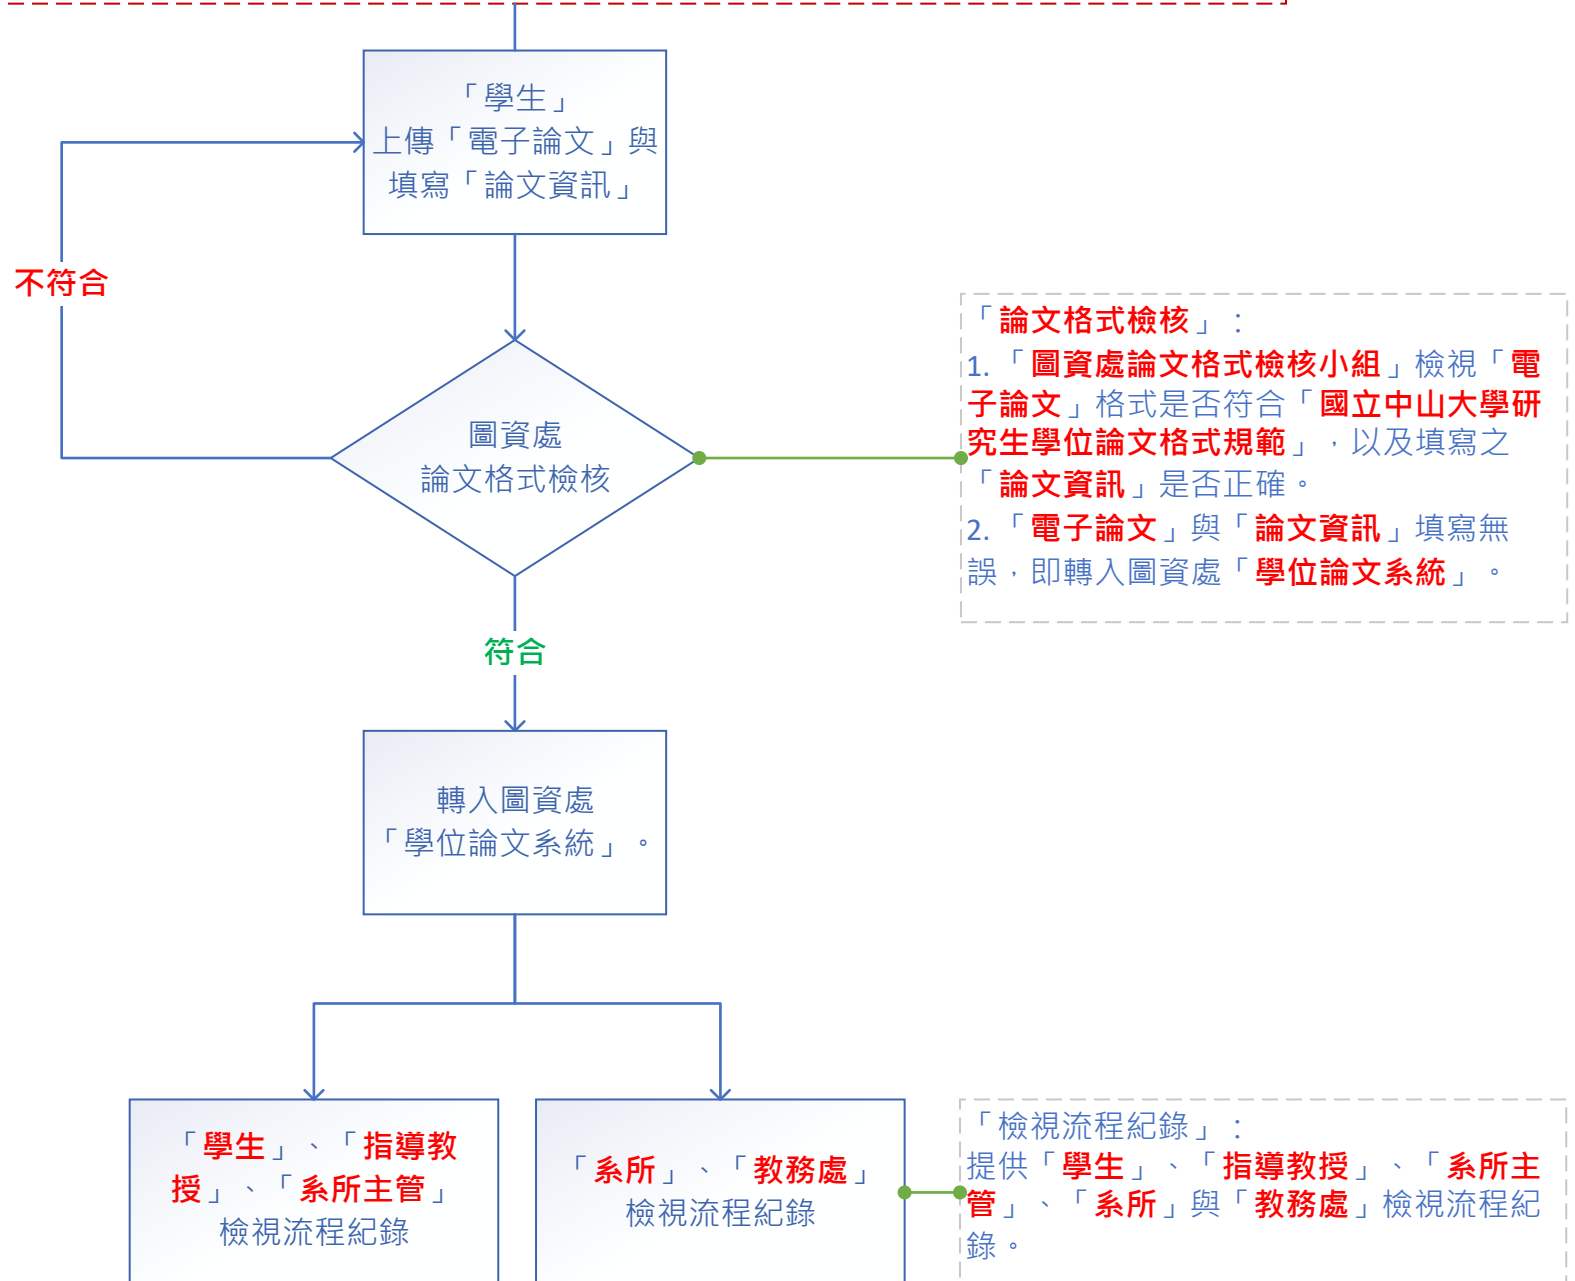 「學生」
上傳「電子論文」與
填寫「論文資訊」
不符合
圖資處
論文格式檢核
「論文格式檢核」：
1. 「圖資處論文格式檢核小組」檢視「電
子論文」格式是否符合「國立中山大學研
究生學位論文格式規範」，以及填寫之
「論文資訊」是否正確。
2. 「電子論文」與「論文資訊」填寫無
誤，即轉入圖資處「學位論文系統」。
符合
轉入圖資處
「學位論文系統」。
「學生」、「指導教
授」、「系所主管」
檢視流程紀錄
「系所」、「教務處」
檢視流程紀錄
「檢視流程紀錄」：
提供「學生」、「指導教授」、「系所主
管」、「系所」與「教務處」檢視流程紀
錄。